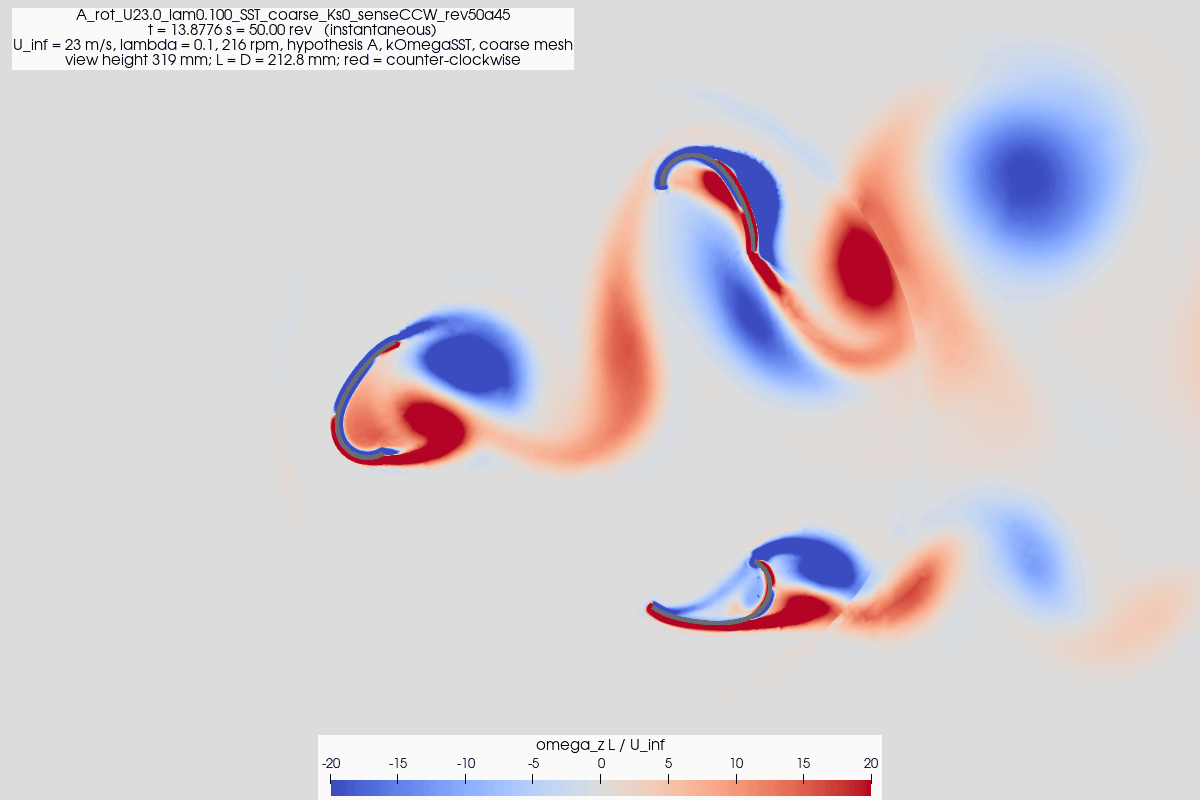 A_rot_U23.0_lam0.100_SST_coarse_Ks0_senseCCW_rev50a45
t = 13.8776 s = 50.00 rev (instantaneous)
U_inf = 23 m/s, lambda = 0.1, 216 rpm, hypothesis A, kOmegaSST, coarse mesh
view height 319 mm; L = D = 212.8 mm; red = counter-clockwise
omega_z L / U_inf
-20 -15 -10 -5 0 5 10 15 20